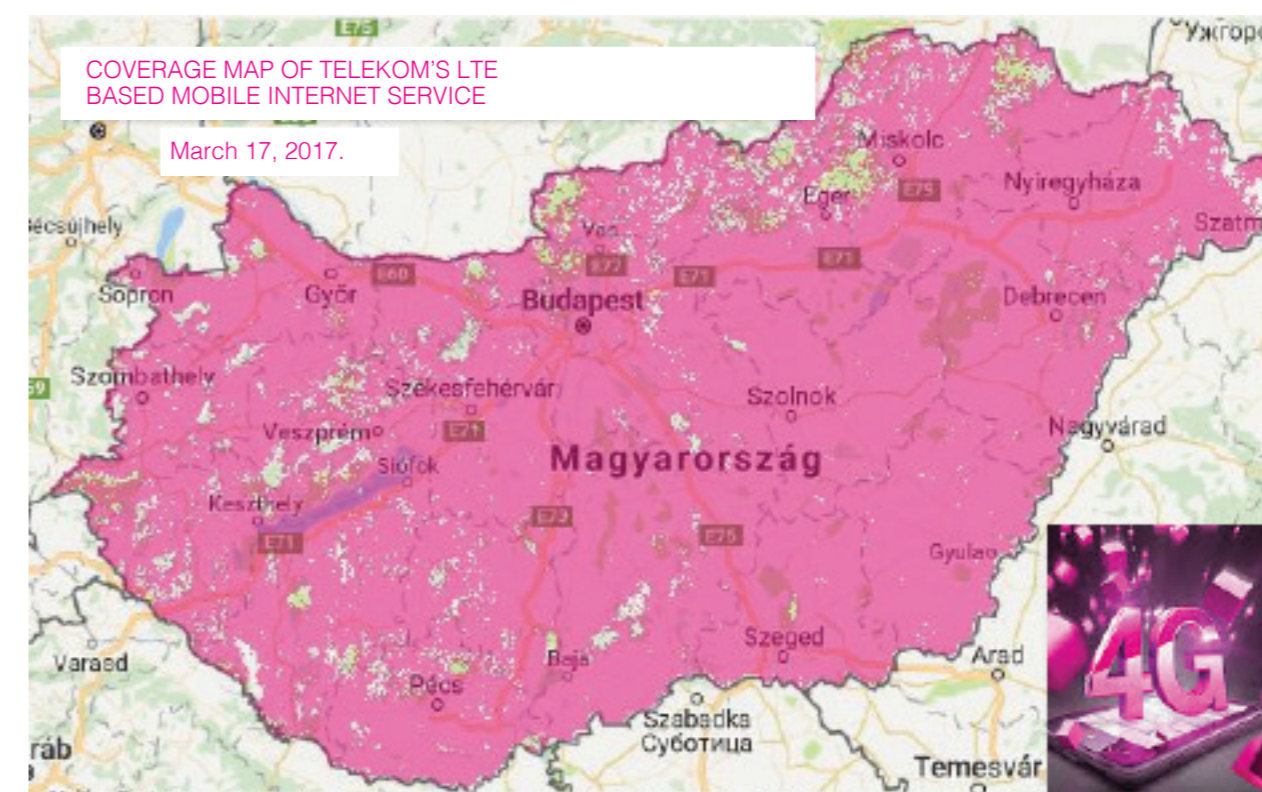 E75
Ужгоро
COVERAGE MAP OF TELEKOM'S LTE
BASED MOBILE INTERNET SERVICE
March 17, 2017.
Miskolc
E79
Nyíregyháza
Eger
écsújhely
Szatm
Vác
E77
E71
E71
E60
Sopron
Győr
Budapest
Debrecen
Szombathely
Székesfehérvár
Szolnok
Veszprém
E71
Nagyvárad
Siófok
Magyarország
Keszthely
E73
E75
E71
Gyula
4G
Szeged
Varasd
Baja
Arad
Pécs
Szabadka
Суботица
ráb
Temesvár